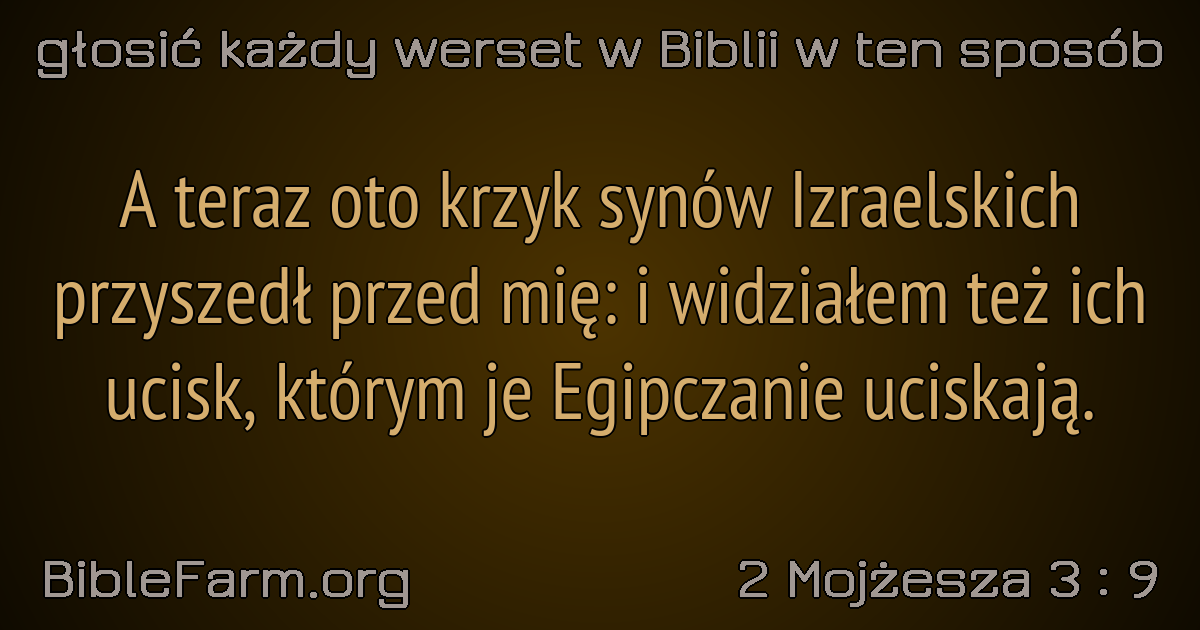 głosić każdy werset w Biblii w ten sposób
A teraz oto krzyk synów Izraelskich
przyszedł przed mię: i widziałem też ich
ucisk, którym je Egipczanie uciskają.
BibleFarm.org
2 Mojżesza 3 : 9